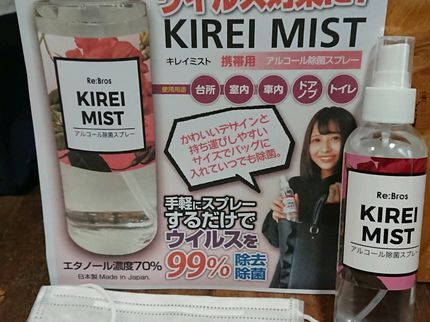 ウイルス対策に!
KIREI MIST
キレイミスト 携帯用 アルコール除菌スプレー
使用用途 台所 室内 車内 ドアノブ トイレ
Re:Bros
KIREI
MIST
アルコール除菌スプレー
かわいいデザインと
持ち運びしやすい
サイズでバッグに
入れていつでも除菌。
手軽にスプレー
するだけで
ウイルスを
99% 除去
除菌
エタノール濃度70%
日本製 Made in Japan.
Re:Bros
KIREI
MIST
アルコール除菌スプレー